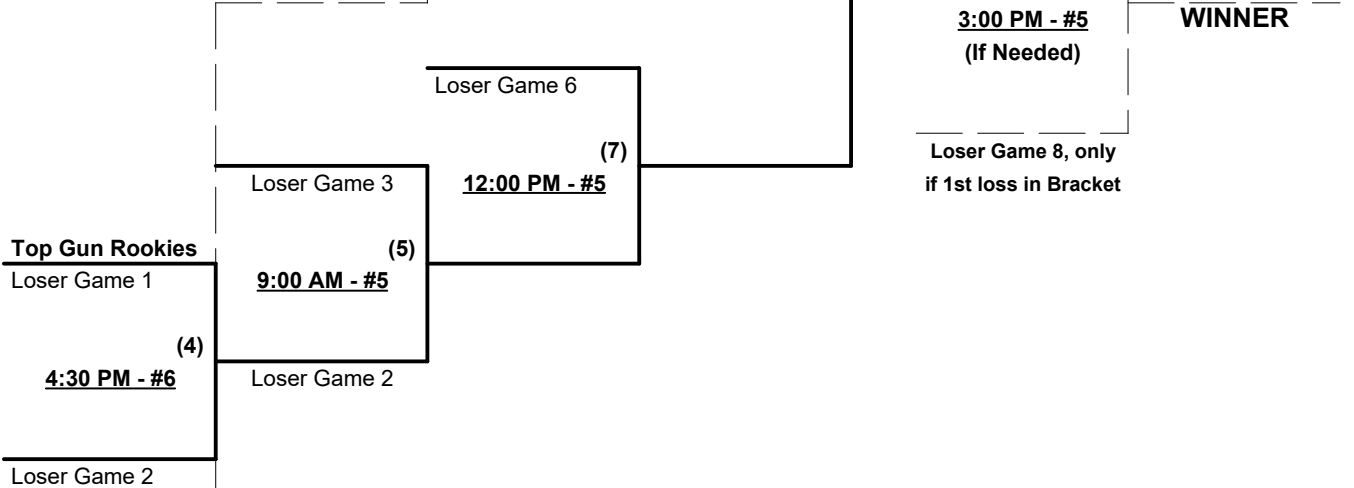 3:00 PM - #5
WINNER
(If Needed)
Loser Game 6
(7)
Loser Game 8, only
Loser Game 3
12:00 PM - #5
if 1st loss in Bracket
Top Gun Rookies
(5)
Loser Game 1
9:00 AM - #5
(4)
4:30 PM - #6
Loser Game 2
Loser Game 2